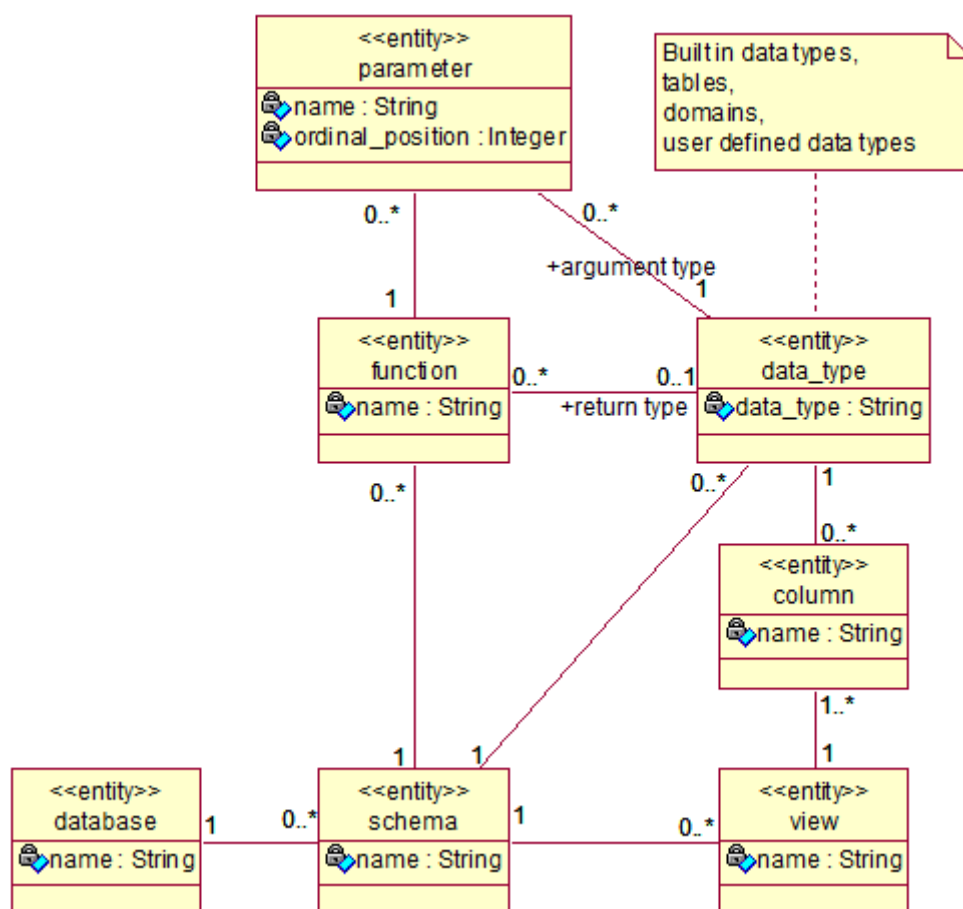 <<entity>>
parameter
name : String
ordinal_position : Integer
Builtin data types,
tables,
domains,
user defined data types
0..*
0..*
+argument type
1
1
<<entity>>
function
name : String
<<entity>>
data_type
data_type : String
0..*
0..1
+return type
0..*
0..*
1
0..*
<<entity>>
column
name : String
1..*
1
1
1
<<entity>>
database
name : String
1
0..*
<<entity>>
schema
name : String
1
0..*
<<entity>>
view
name : String